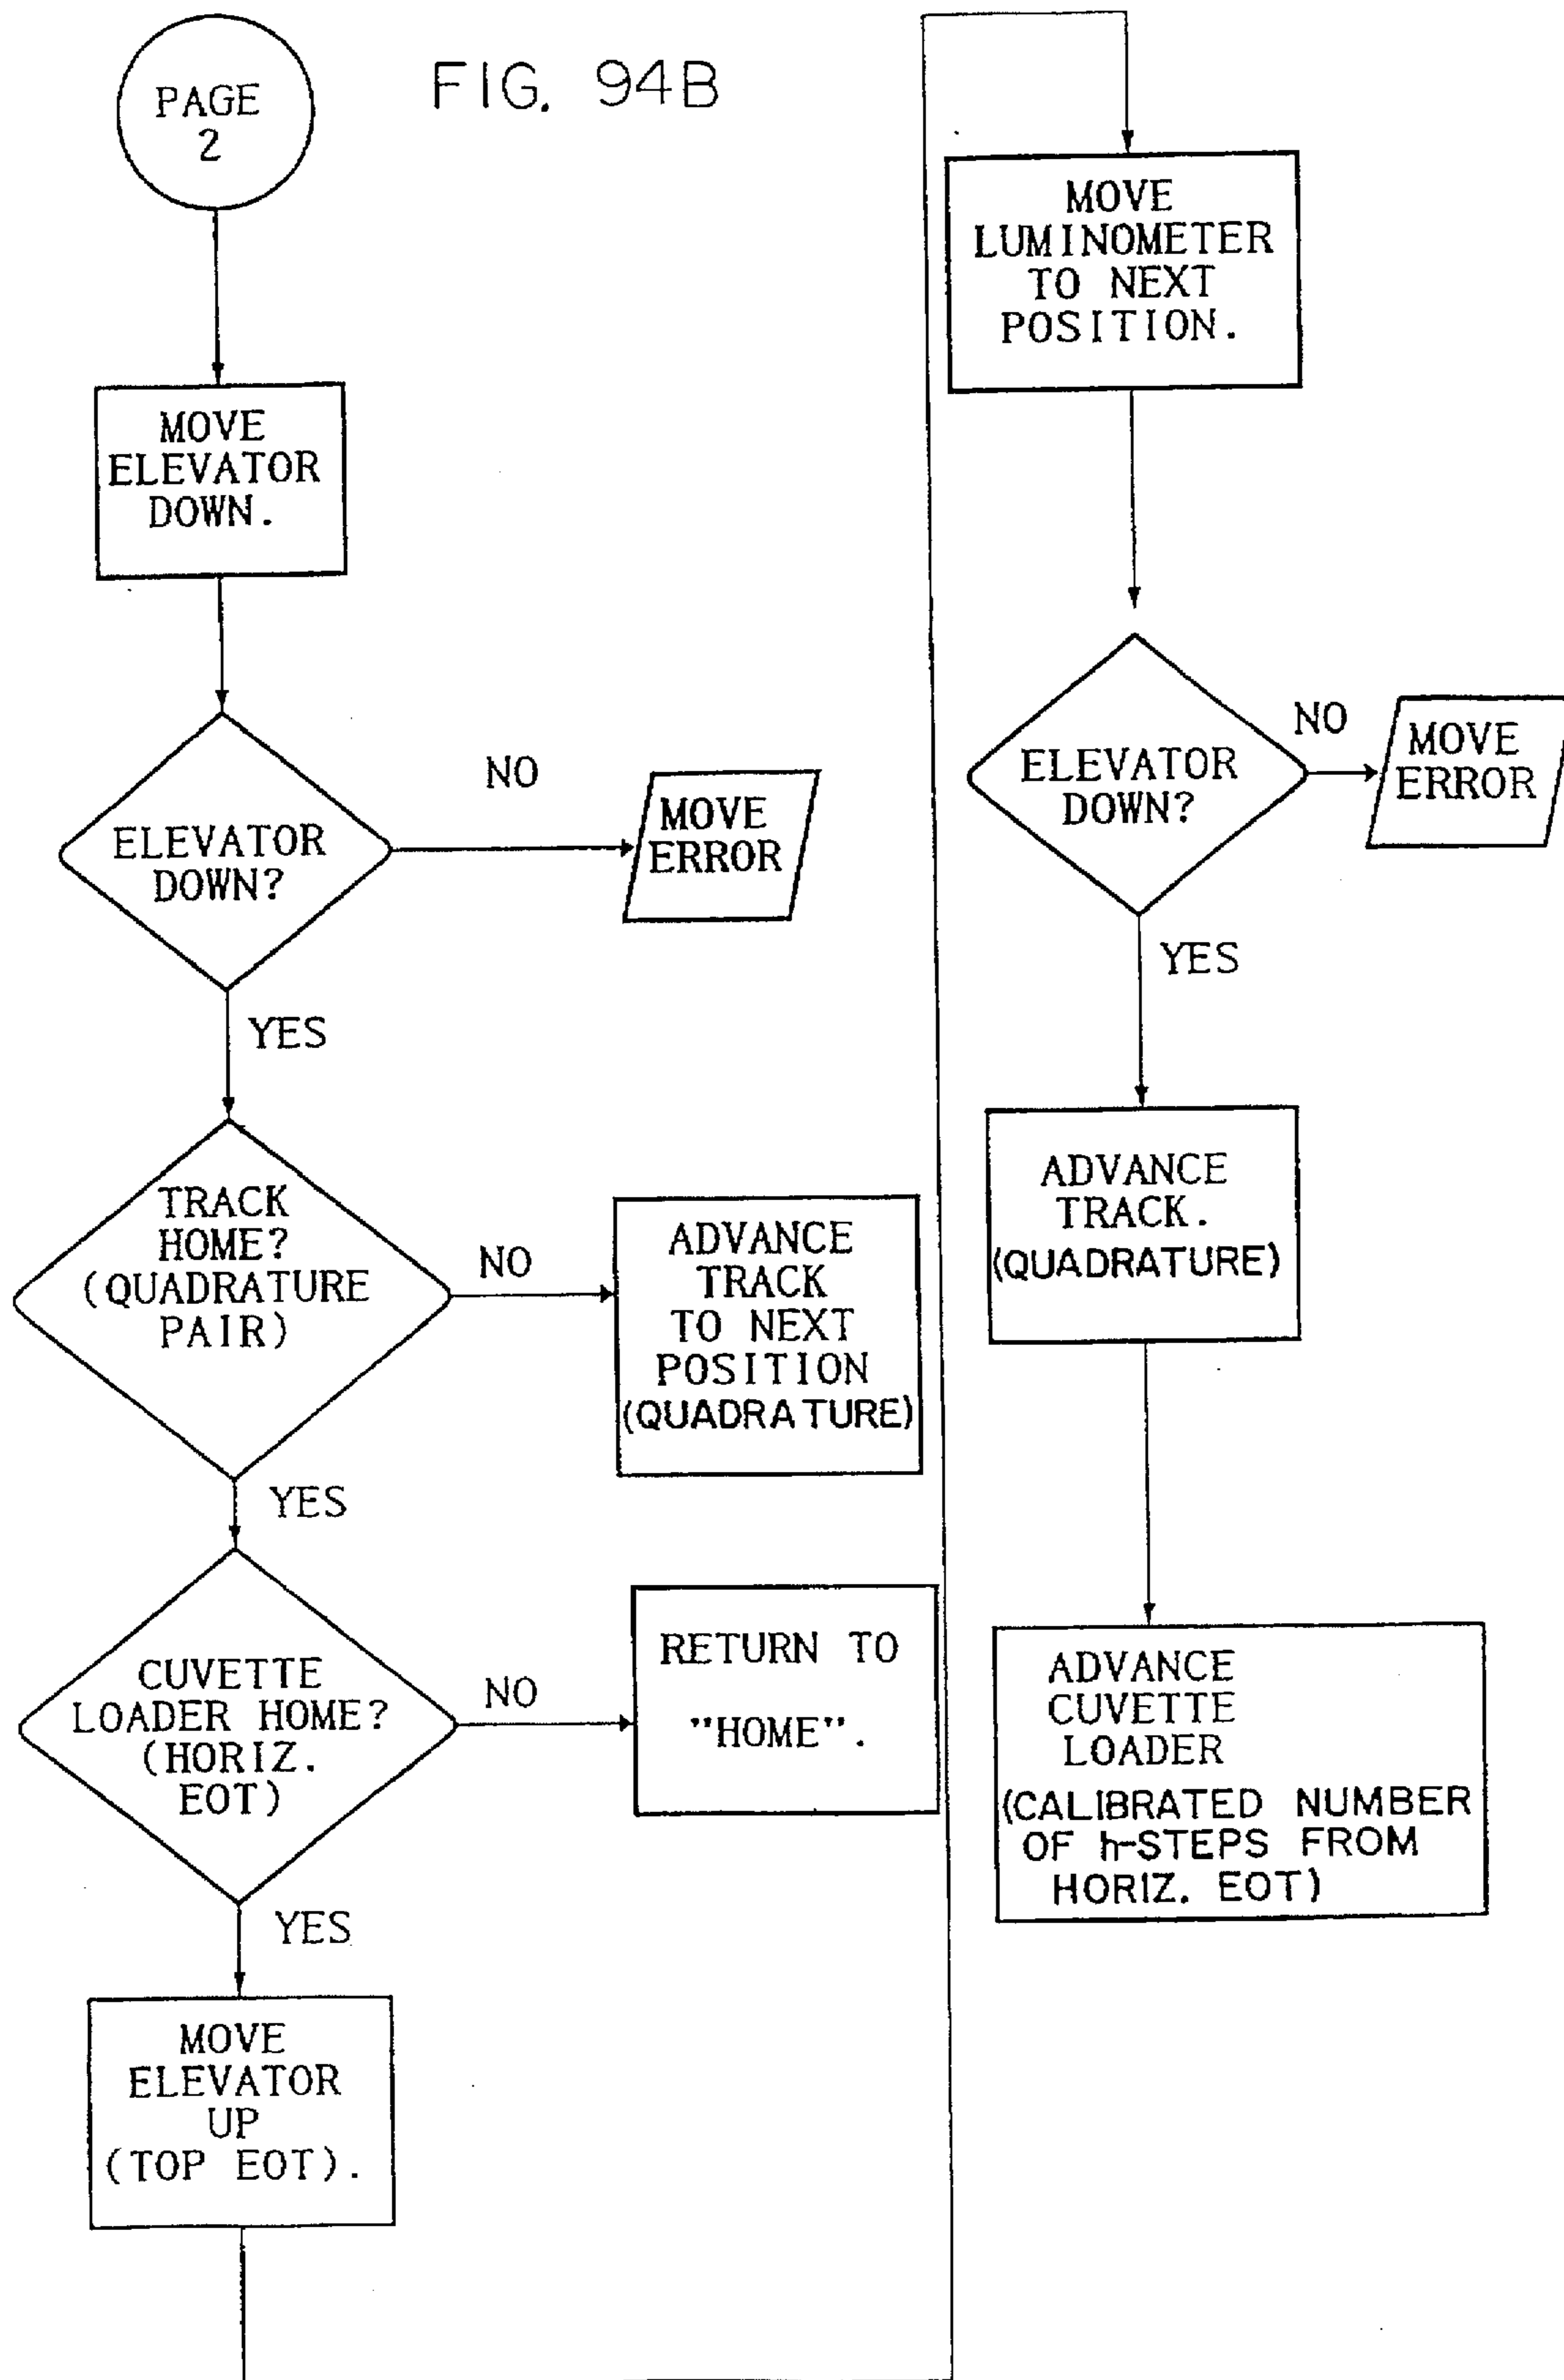 PAGE
2
FIG. 94B
MOVE
ELEVATOR
DOWN.
ELEVATOR
DOWN?
NO
MOVE
ERROR
YES
TRACK
HOME?
(QUADRATURE
PAIR)
NO
ADVANCE
TRACK
TO NEXT
POSITION
(QUADRATURE)
YES
CUVETTE
LOADER HOME?
(HORIZ.
EOT)
NO
RETURN TO
"HOME".
YES
MOVE
ELEVATOR
UP
(TOP EOT).
MOVE
LUMINOMETER
TO NEXT
POSITION.
ELEVATOR
DOWN?
NO
MOVE
ERROR
YES
ADVANCE
TRACK.
(QUADRATURE)
ADVANCE
CUVETTE
LOADER
(CALIBRATED NUMBER
OF h-STEPS FROM
HORIZ. EOT)